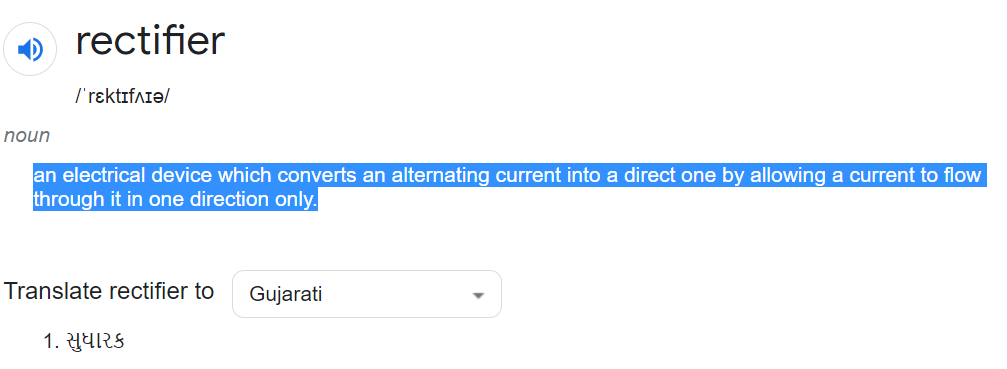 rectifier
/ˈrɛktɪfʌɪə/
noun
an electrical device which converts an alternating current into a direct one by allowing a current to flow
through it in one direction only.
Translate rectifier to Gujarati
1. સુધારક